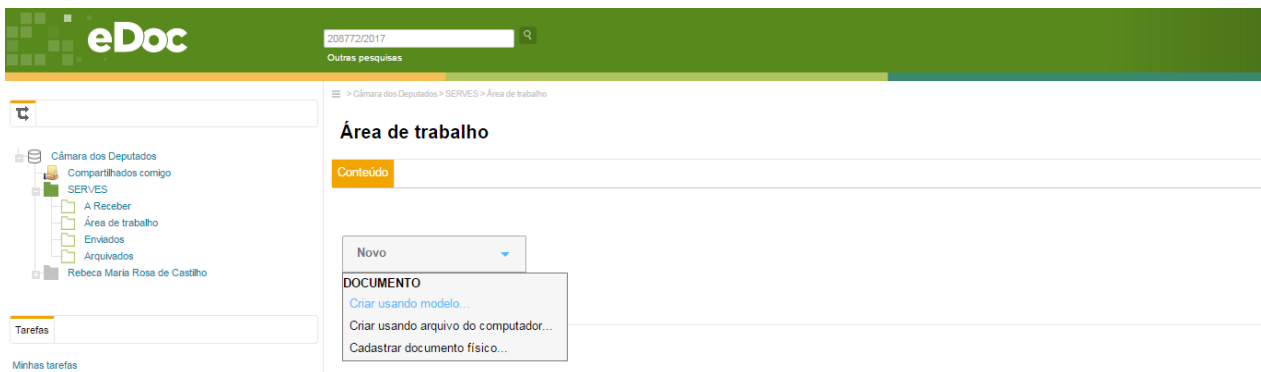 eDoc
208772/2017
Outras pesquisas
> Câmara dos Deputados > SERVES > Área de trabalho
Área de trabalho
Câmara dos Deputados
Compartilhados comigo
SERVES
A Receber
Área de trabalho
Enviados
Arquivados
Rebeca Maria Rosa de Castilho
Conteúdo
Novo
DOCUMENTO
Criar usando modelo...
Criar usando arquivo do computador...
Cadastrar documento físico...
Tarefas
Minhas tarefas